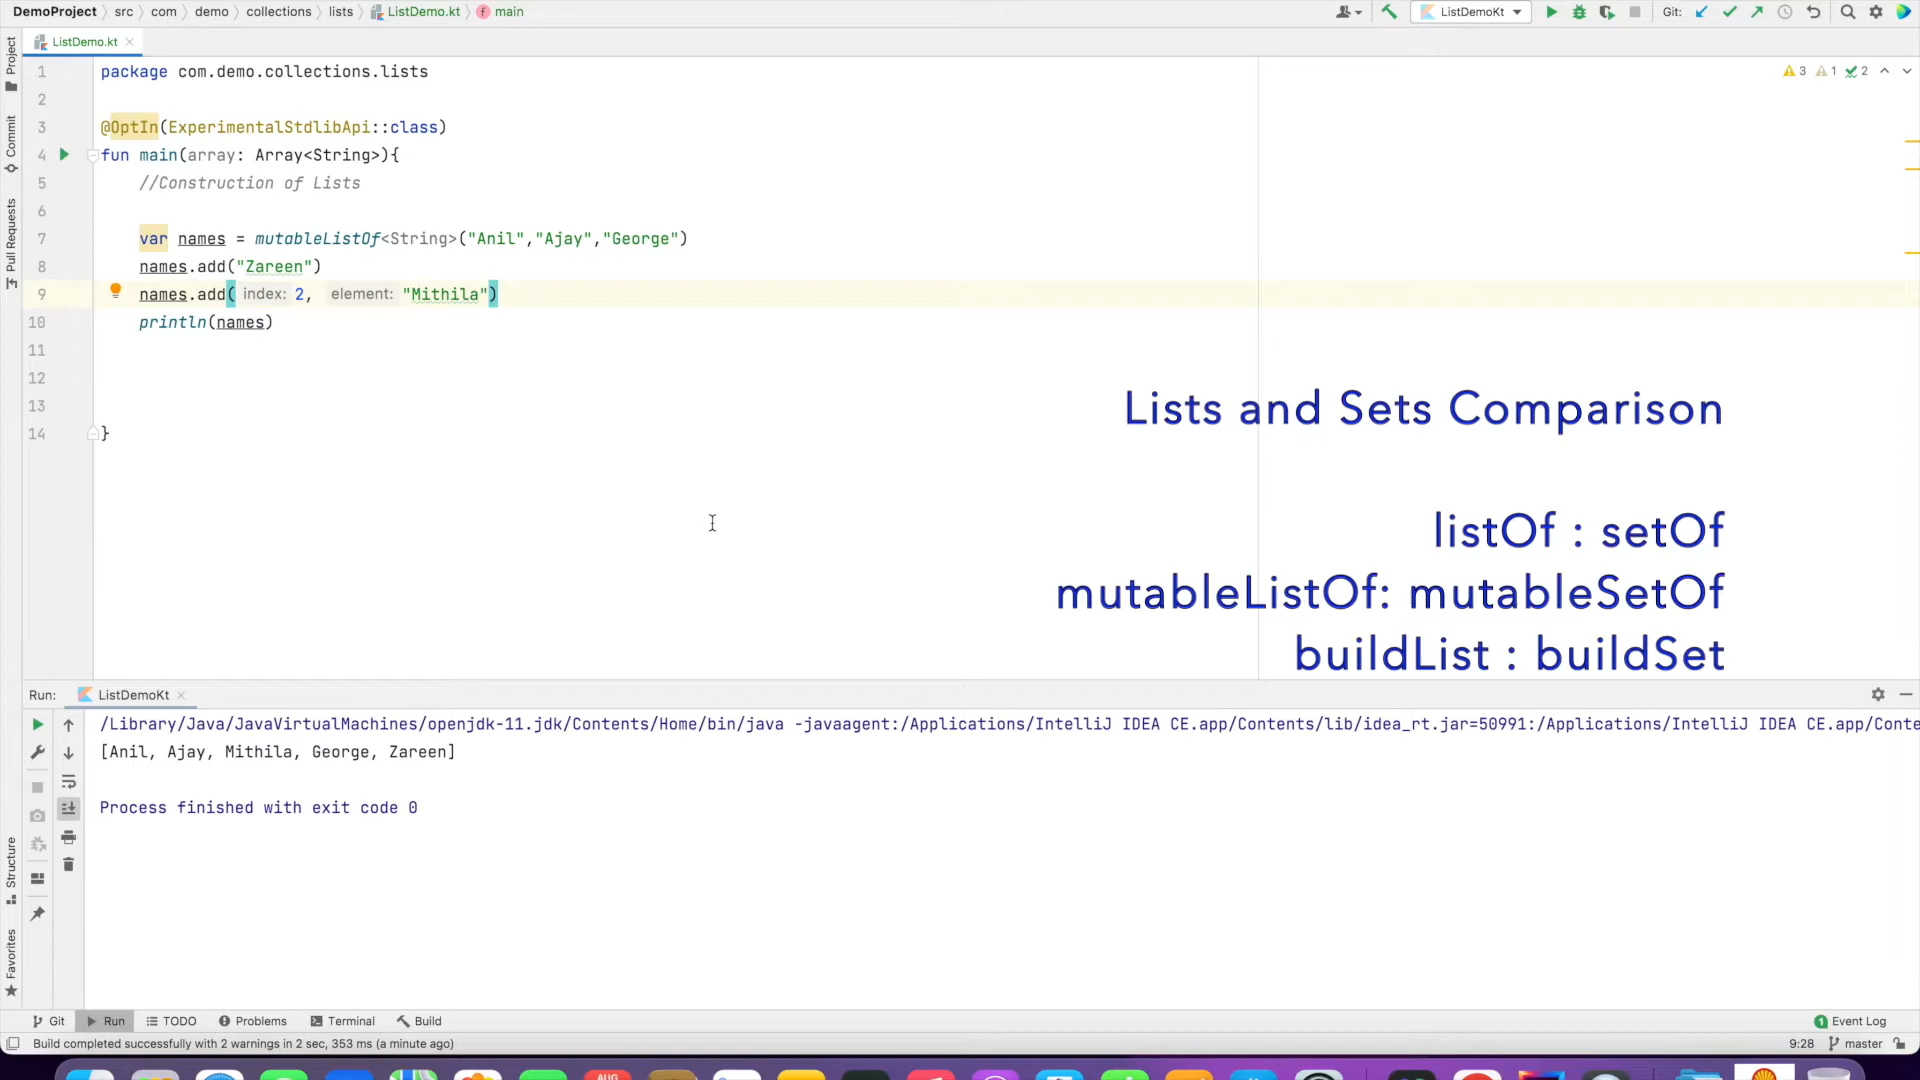 DemoProject src com demo collections lists ListDemo.kt main
ListDemoKt Git:
ListDemo.kt
3 1 2
1 package com.demo.collections.lists
2
3 @OptIn(ExperimentalStdlibApi::class)
4 fun main(array: Array<String>){
5 //Construction of Lists
6
7 var names = mutableListOf<String>("Anil","Ajay","George")
8 names.add("Zareen")
9 names.add( index: 2, element: "Mithila")
10 println(names)
11
12
13
14 }
Lists and Sets Comparison
listOf : setOf
mutableListOf: mutableSetOf
buildList : buildSet
Project
Commit
Pull Requests
Structure
Favorites
Run: ListDemoKt
/Library/Java/JavaVirtualMachines/openjdk-11.jdk/Contents/Home/bin/java -javaagent:/Applications/IntelliJ IDEA CE.app/Contents/lib/idea_rt.jar=50991:/Applications/IntelliJ IDEA CE.app/Conte
[Anil, Ajay, Mithila, George, Zareen]
Process finished with exit code 0
Git Run TODO Problems Terminal Build
1 Event Log
Build completed successfully with 2 warnings in 2 sec, 353 ms (a minute ago)
9:28 master
AUG